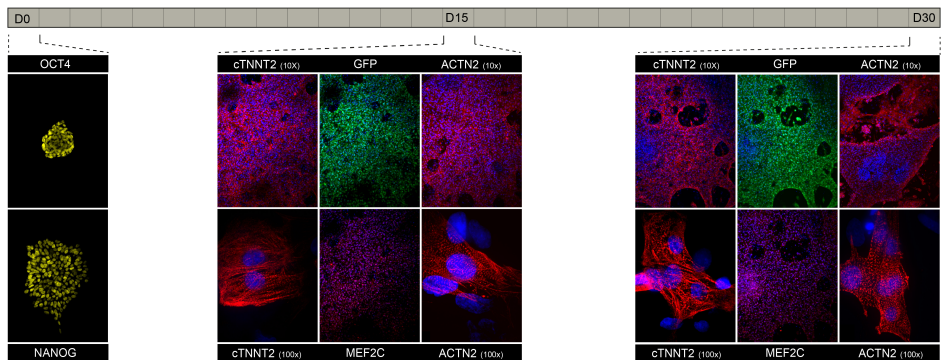 D0 D15 D30
OCT4 cTNNT2 (10X) GFP ACTN2 (10x) cTNNT2 (10X) GFP ACTN2 (10x)
NANOG cTNNT2 (100x) MEF2C ACTN2 (100x) cTNNT2 (100x) MEF2C ACTN2 (100x)